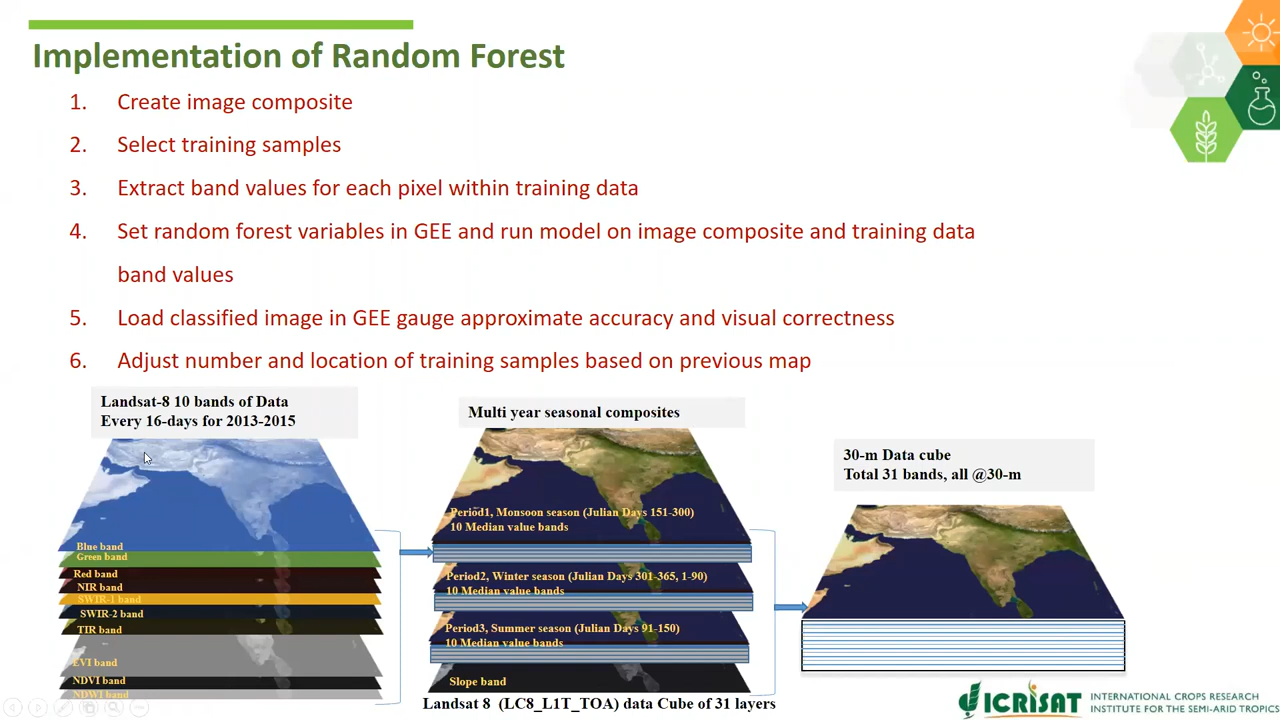 Implementation of Random Forest
1. Create image composite
2. Select training samples
3. Extract band values for each pixel within training data
4. Set random forest variables in GEE and run model on image composite and training data
band values
5. Load classified image in GEE gauge approximate accuracy and visual correctness
6. Adjust number and location of training samples based on previous map
Landsat-8 10 bands of Data
Every 16-days for 2013-2015
Blue band
Green band
Red band
NIR band
SWIR-1 band
SWIR-2 band
TIR band
EVI band
NDVI band
NDWI band
Multi year seasonal composites
Period1, Monsoon season (Julian Days 151-300)
10 Median value bands
Period2, Winter season (Julian Days 301-365, 1-90)
10 Median value bands
Period3, Summer season (Julian Days 91-150)
10 Median value bands
Slope band
Landsat 8 (LC8_L1T_TOA) data Cube of 31 layers
30-m Data cube
Total 31 bands, all @30-m
ICRISAT
INTERNATIONAL CROPS RESEARCH
INSTITUTE FOR THE SEMI-ARID TROPICS